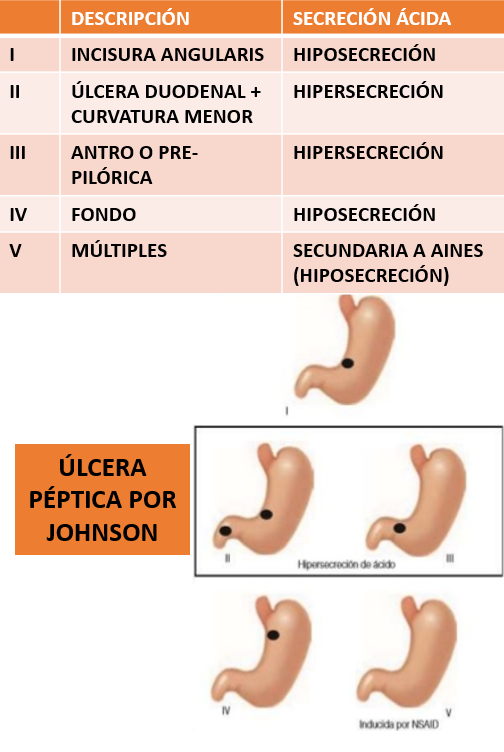 DESCRIPCIÓN SECRECIÓN ÁCIDA
I INCISURA ANGULARIS HIPOSECRECIÓN
II ÚLCERA DUODENAL + HIPERSECRECIÓN
CURVATURA MENOR
III ANTRO O PRE- HIPERSECRECIÓN
PILÓRICA
IV FONDO HIPOSECRECIÓN
V MÚLTIPLES SECUNDARIA A AINES
(HIPOSECRECIÓN)
I
ÚLCERA
PÉPTICA POR
JOHNSON
II III
Hipersecreción de ácido
IV V
Inducida por NSAID